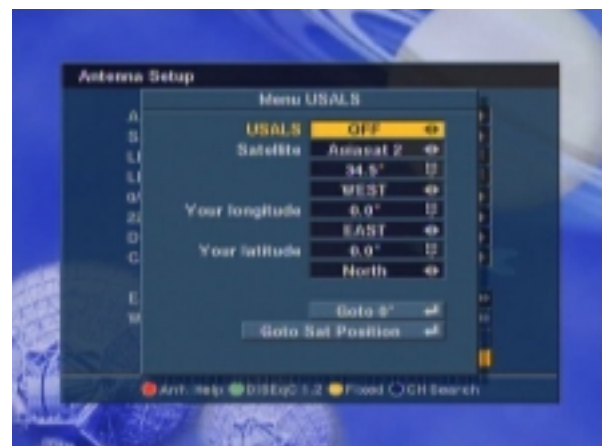 Antenna Setup
Menu USALS
USALS OFF
Satellite Asiasat 2
34.5°
WEST
Your longitude 0.0°
EAST
Your latitude 0.0°
North
Goto 0°
Goto Sat Position
Ant. Help DISEqC 1.2 Fixed CH Search